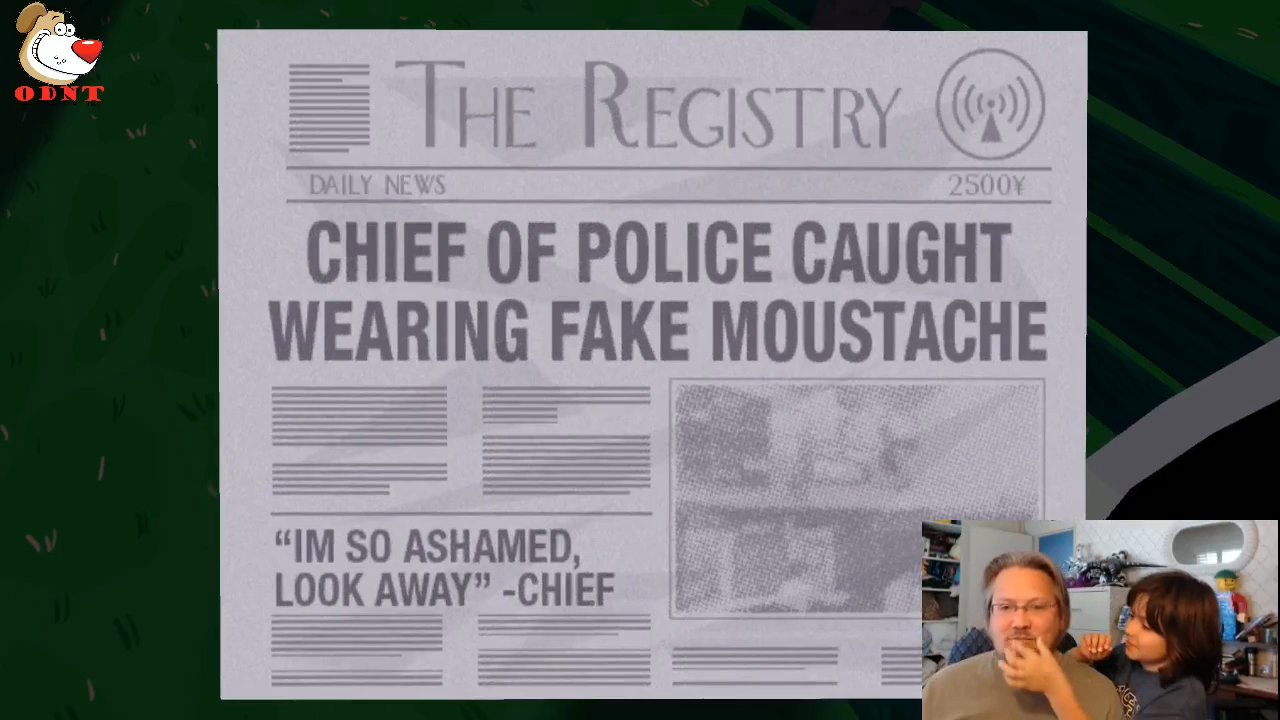 ODNT
THE REGISTRY
DAILY NEWS
2500¥
CHIEF OF POLICE CAUGHT
WEARING FAKE MOUSTACHE
“IM SO ASHAMED,
LOOK AWAY” -CHIEF